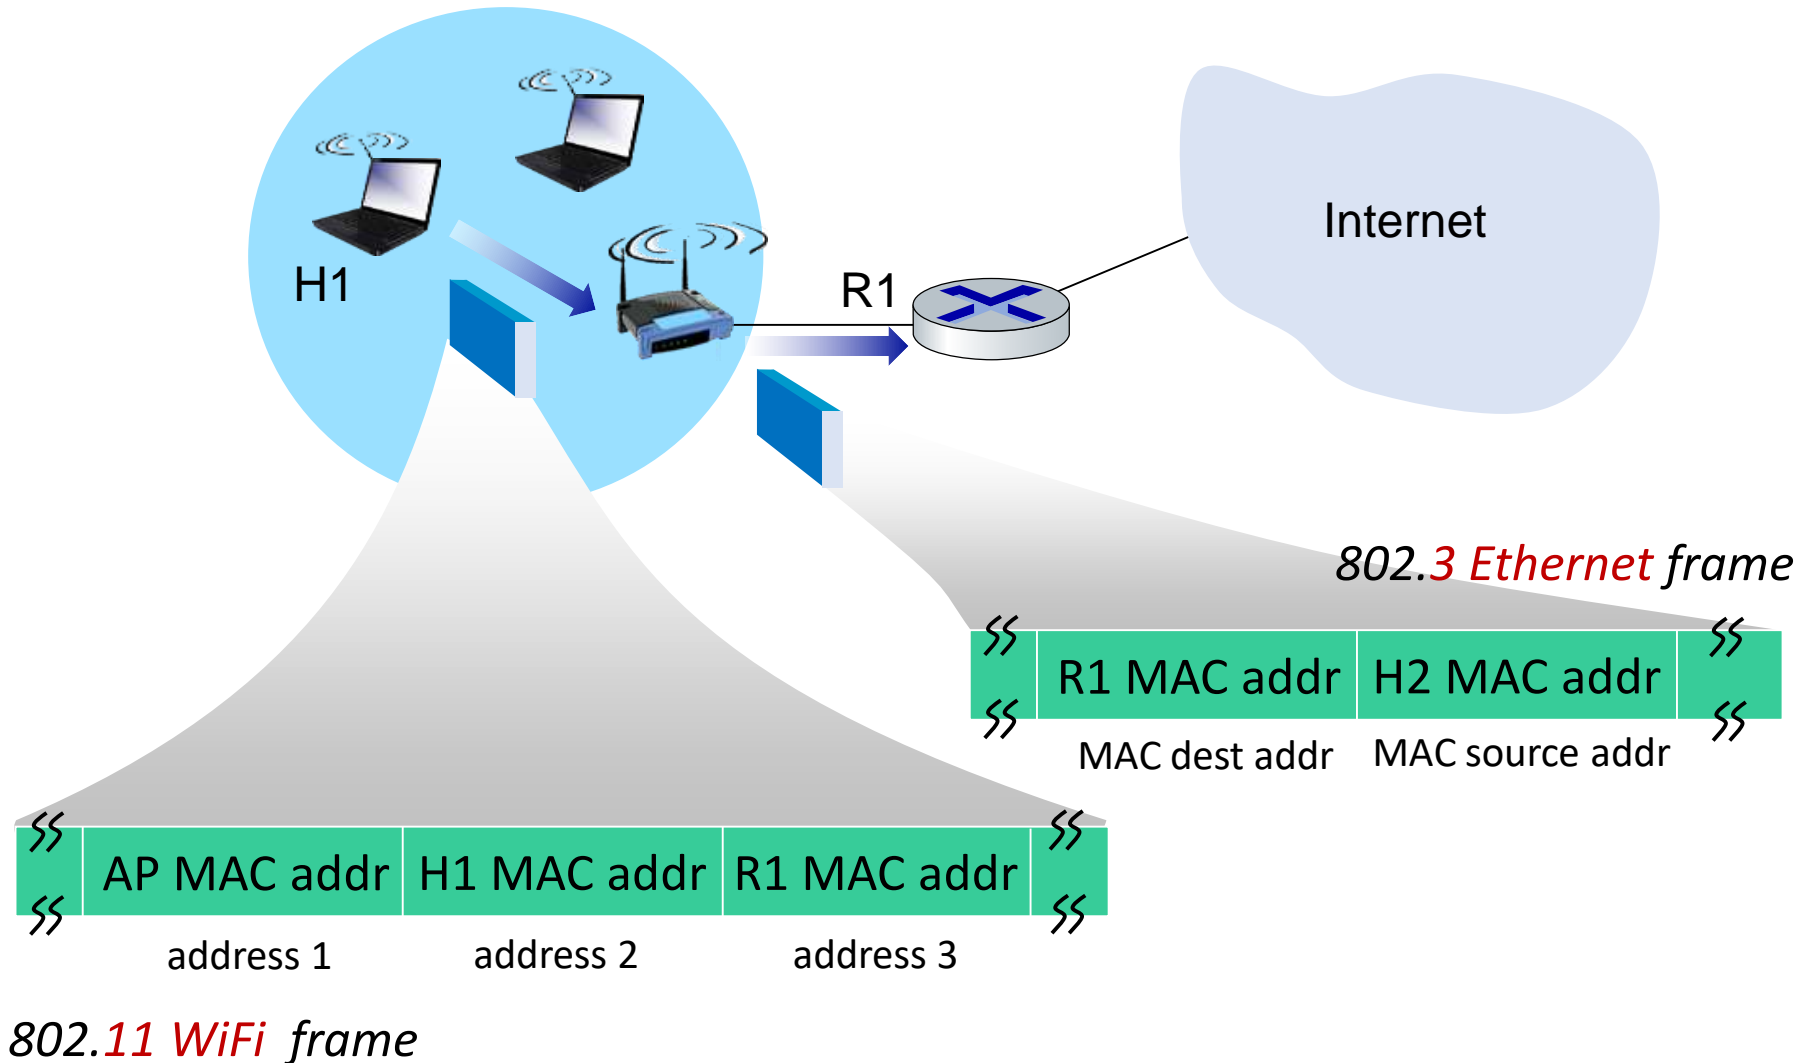 Internet
H1
R1
802.3 Ethernet frame
R1 MAC addr
H2 MAC addr
MAC dest addr
MAC source addr
AP MAC addr
H1 MAC addr
R1 MAC addr
address 1
address 2
address 3
802.11 WiFi frame